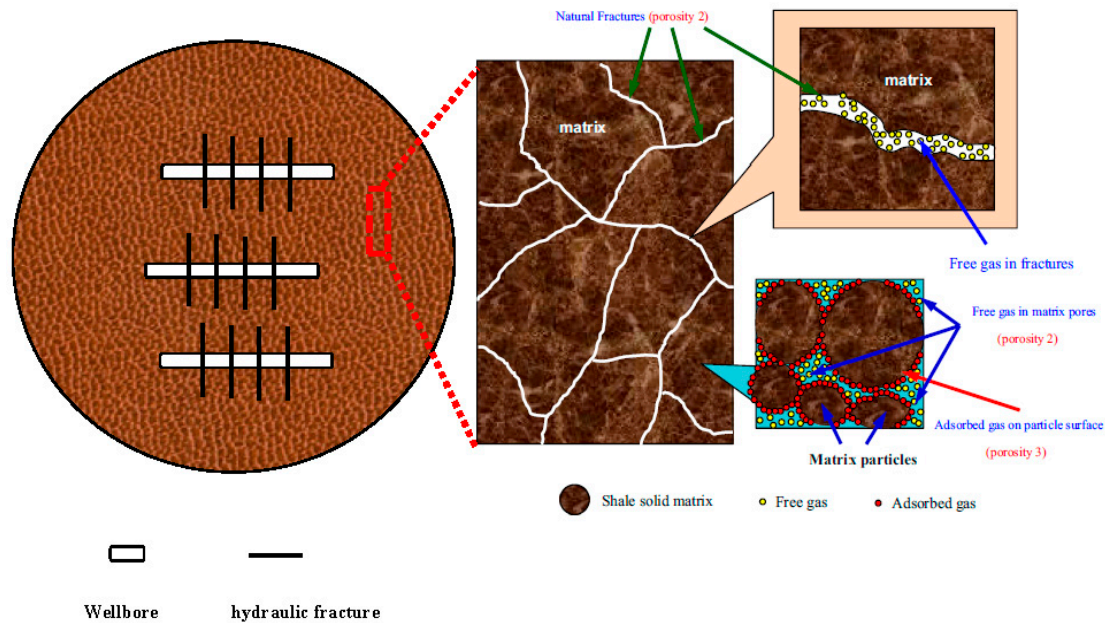 Natural Fractures (porosity 2)
matrix
matrix
Free gas in fractures
Free gas in matrix pores
(porosity 2)
Adsorbed gas on particle surface
(porosity 3)
Matrix particles
Shale solid matrix
Free gas
Adsorbed gas
Wellbore
hydraulic fracture